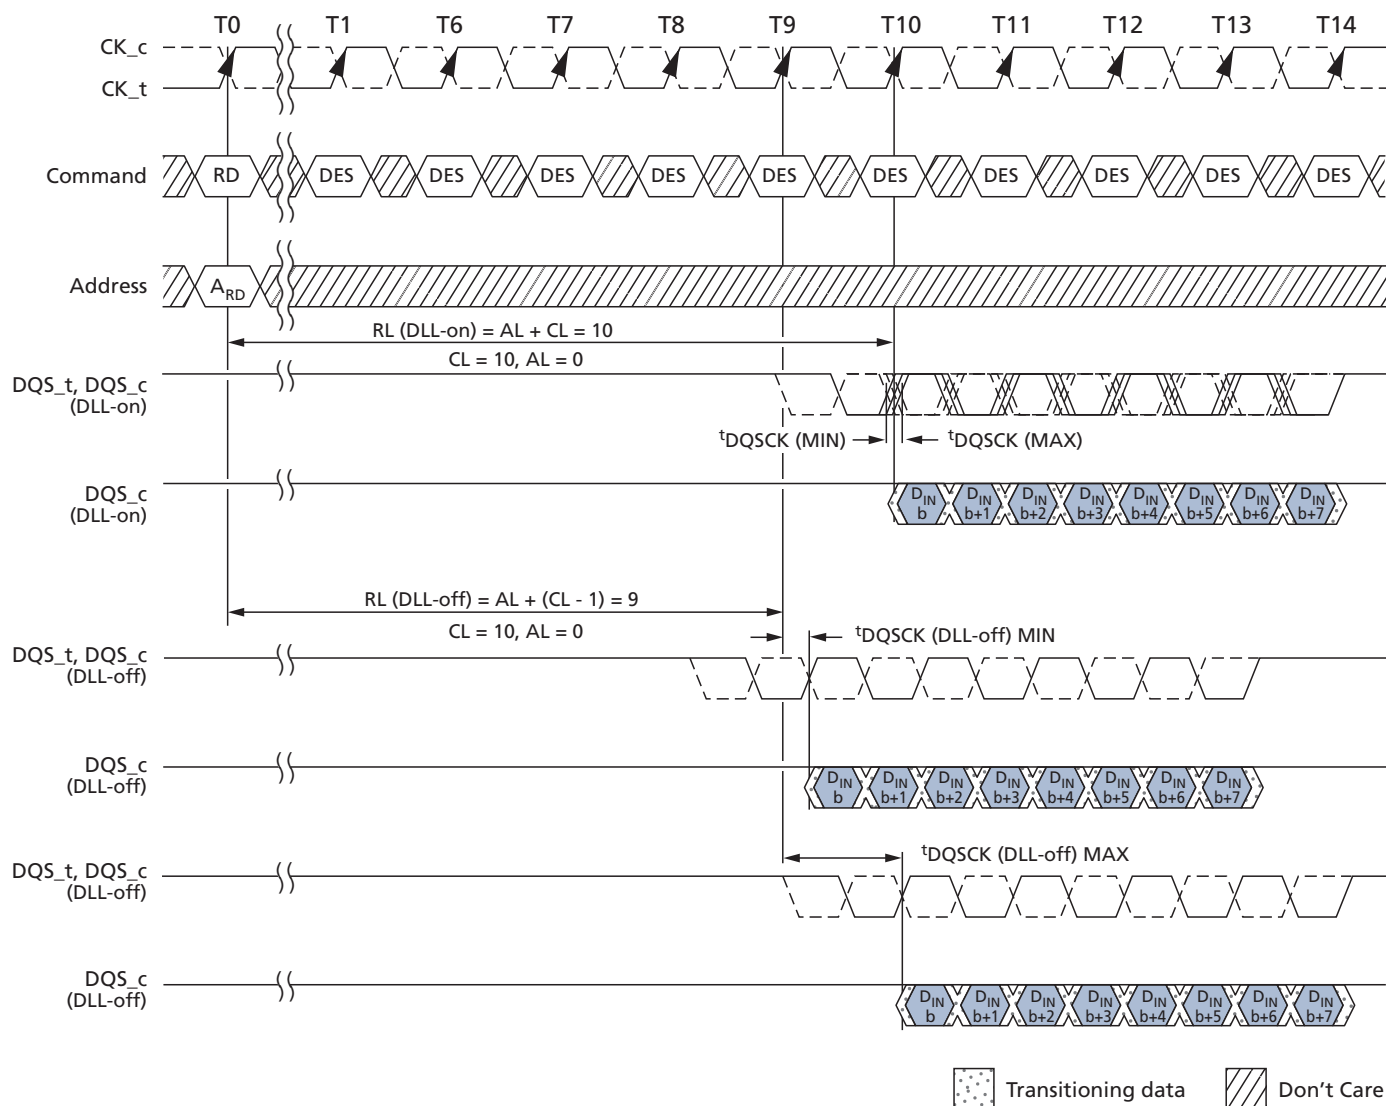 T0 T1 T6 T7 T8 T9 T10 T11 T12 T13 T14
CK_c
CK_t
Command RD DES DES DES DES DES DES DES DES DES DES
Address ARD
RL (DLL-on) = AL + CL = 10
CL = 10, AL = 0
DQS_t, DQS_c
(DLL-on)
tDQSCK (MIN) tDQSCK (MAX)
DQS_c
(DLL-on)
DIN b DIN b+1 DIN b+2 DIN b+3 DIN b+4 DIN b+5 DIN b+6 DIN b+7
RL (DLL-off) = AL + (CL - 1) = 9
CL = 10, AL = 0
tDQSCK (DLL-off) MIN
DQS_t, DQS_c
(DLL-off)
DQS_c
(DLL-off)
DIN b DIN b+1 DIN b+2 DIN b+3 DIN b+4 DIN b+5 DIN b+6 DIN b+7
tDQSCK (DLL-off) MAX
DQS_t, DQS_c
(DLL-off)
DQS_c
(DLL-off)
DIN b DIN b+1 DIN b+2 DIN b+3 DIN b+4 DIN b+5 DIN b+6 DIN b+7
Transitioning data Don't Care